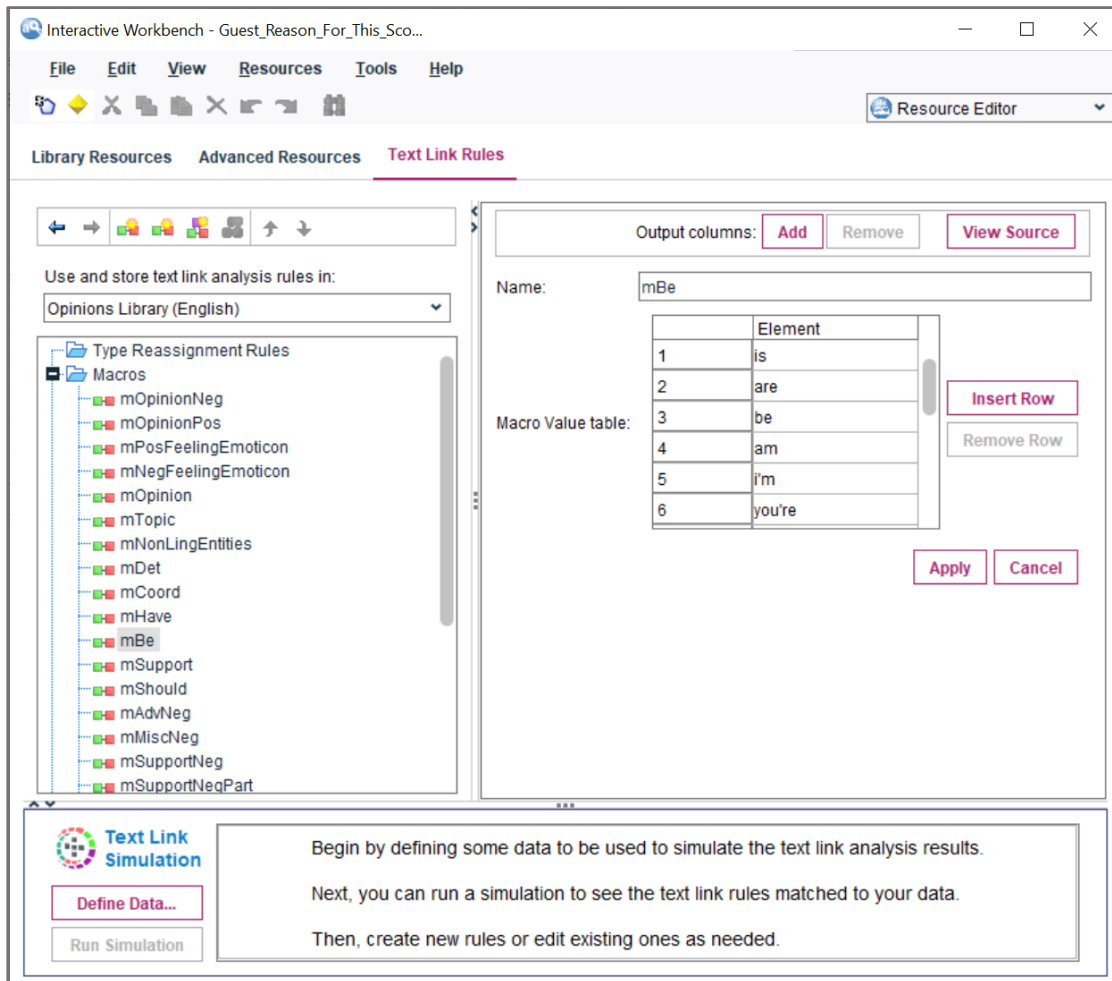 Interactive Workbench - Guest_Reason_For_This_Sco...
File Edit View Resources Tools Help
Resource Editor
Library Resources Advanced Resources Text Link Rules
Output columns: Add Remove View Source
Use and store text link analysis rules in:
Opinions Library (English)
Type Reassignment Rules
Macros
mOpinionNeg
mOpinionPos
mPosFeelingEmoticon
mNegFeelingEmoticon
mOpinion
mTopic
mNonLingEntities
mDet
mCoord
mHave
mBe
mSupport
mShould
mAdvNeg
mMiscNeg
mSupportNeg
mSupportNegPart
Name: mBe
Macro Value table:
Element
1 is
2 are
3 be
4 am
5 i'm
6 you're
Insert Row
Remove Row
Apply Cancel
Text Link
Simulation
Define Data...
Run Simulation
Begin by defining some data to be used to simulate the text link analysis results.
Next, you can run a simulation to see the text link rules matched to your data.
Then, create new rules or edit existing ones as needed.